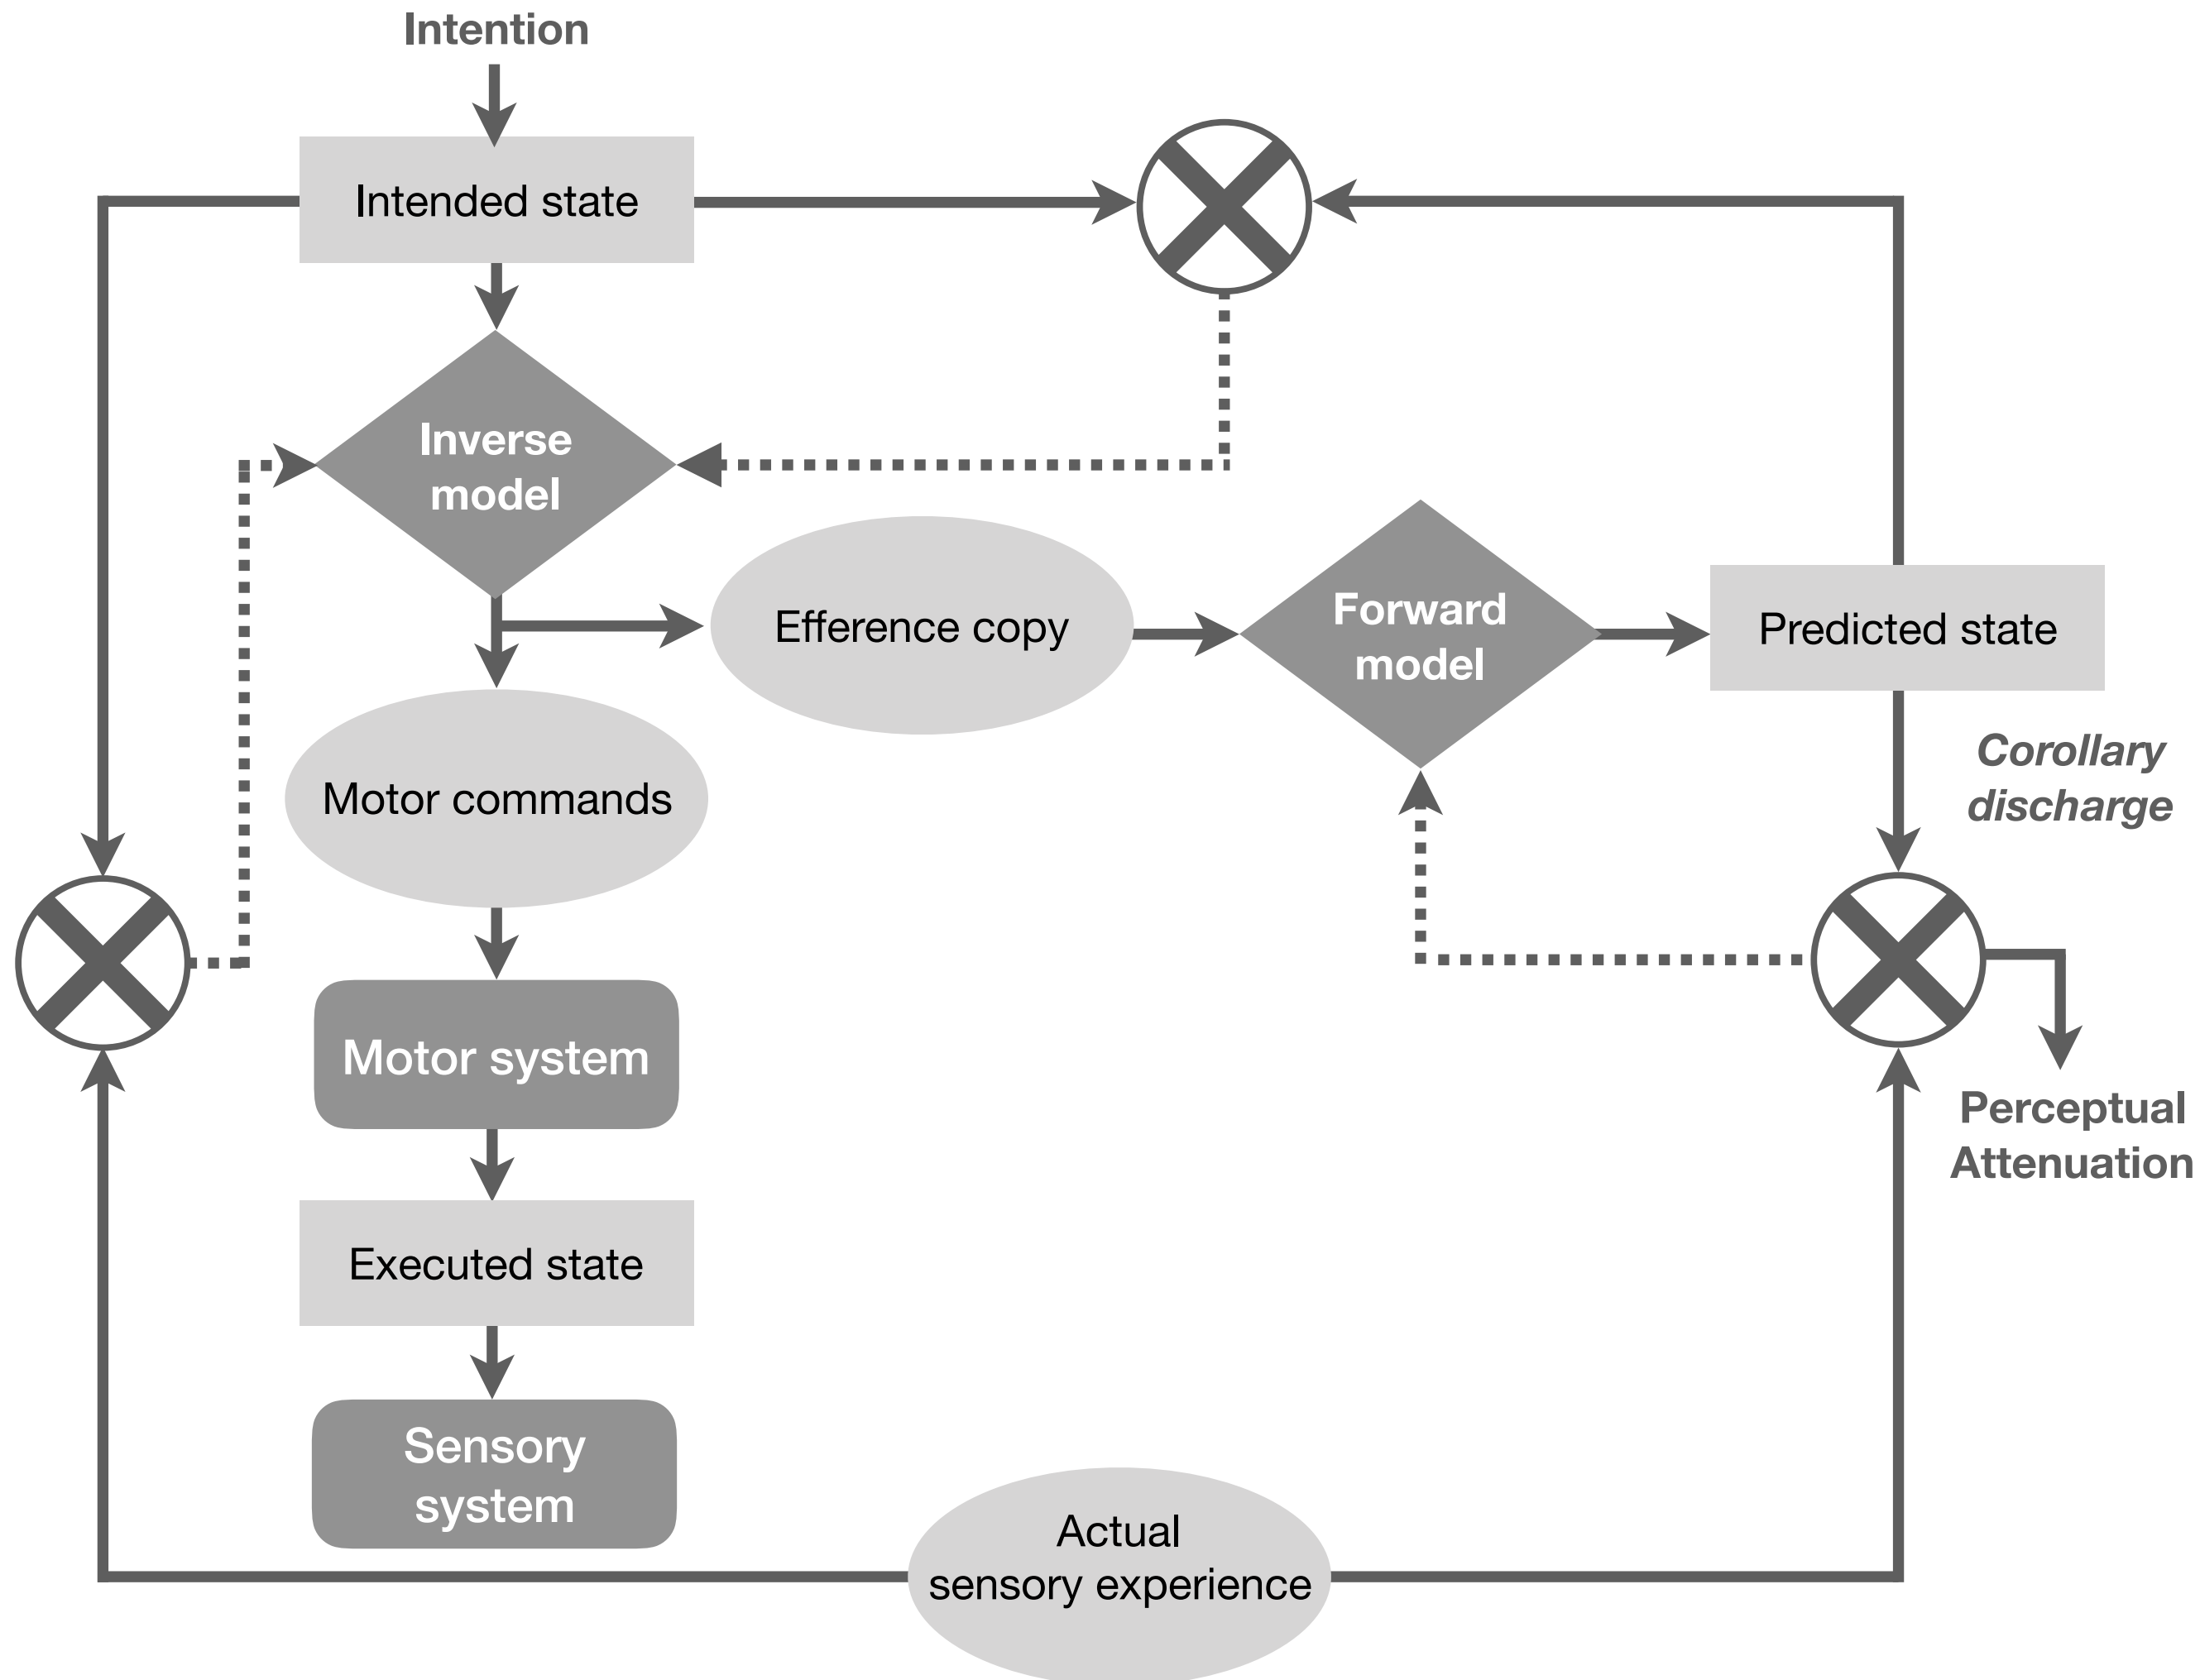 Intention
Intended state
Inverse
model
Efference copy
Forward
model
Predicted state
Corollary
discharge
Motor commands
Motor system
Perceptual
Attenuation
Executed state
Sensory
system
Actual
sensory experience